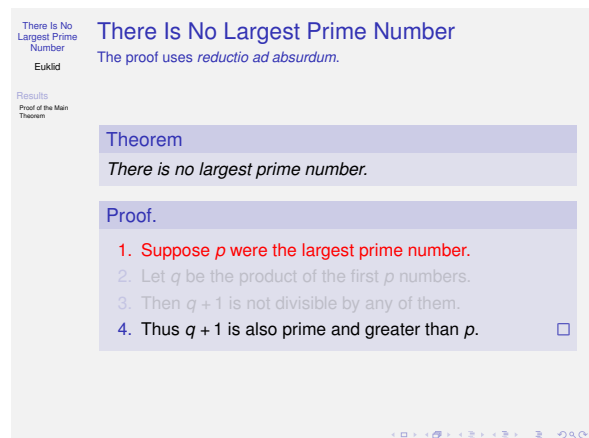 There Is No
Largest Prime
Number
Euklid
Results
Proof of the Main
Theorem
There Is No Largest Prime Number
The proof uses reductio ad absurdum.
Theorem
There is no largest prime number.
Proof.
1. Suppose p were the largest prime number.
2. Let q be the product of the first p numbers.
3. Then q + 1 is not divisible by any of them.
4. Thus q + 1 is also prime and greater than p. □